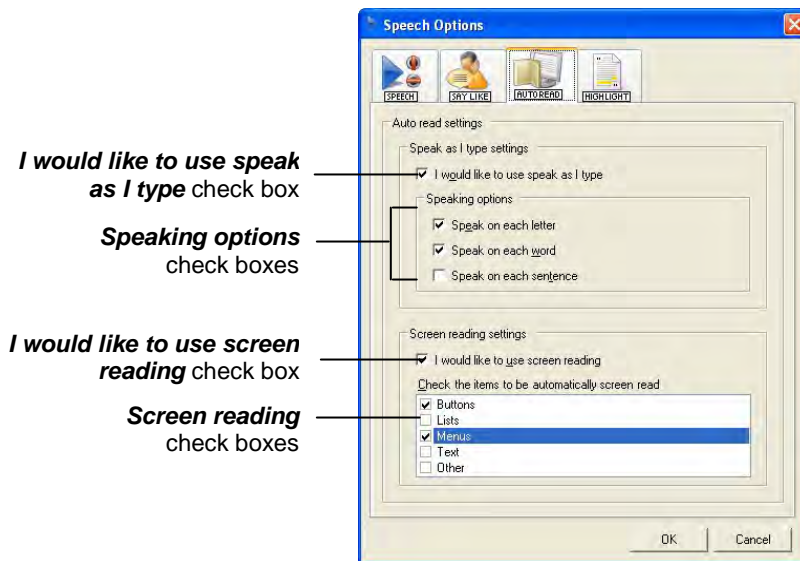 Speech Options
SPEECH
SAY LIKE
AUTO READ
HIGHLIGHT
Auto read settings
Speak as I type settings
I would like to use speak as I type
Speaking options
Speak on each letter
Speak on each word
Speak on each sentence
Screen reading settings
I would like to use screen reading
Check the items to be automatically screen read
Buttons
Lists
Menus
Text
Other
OK
Cancel
I would like to use speak
as I type check box
Speaking options
check boxes
I would like to use screen
reading check box
Screen reading
check boxes